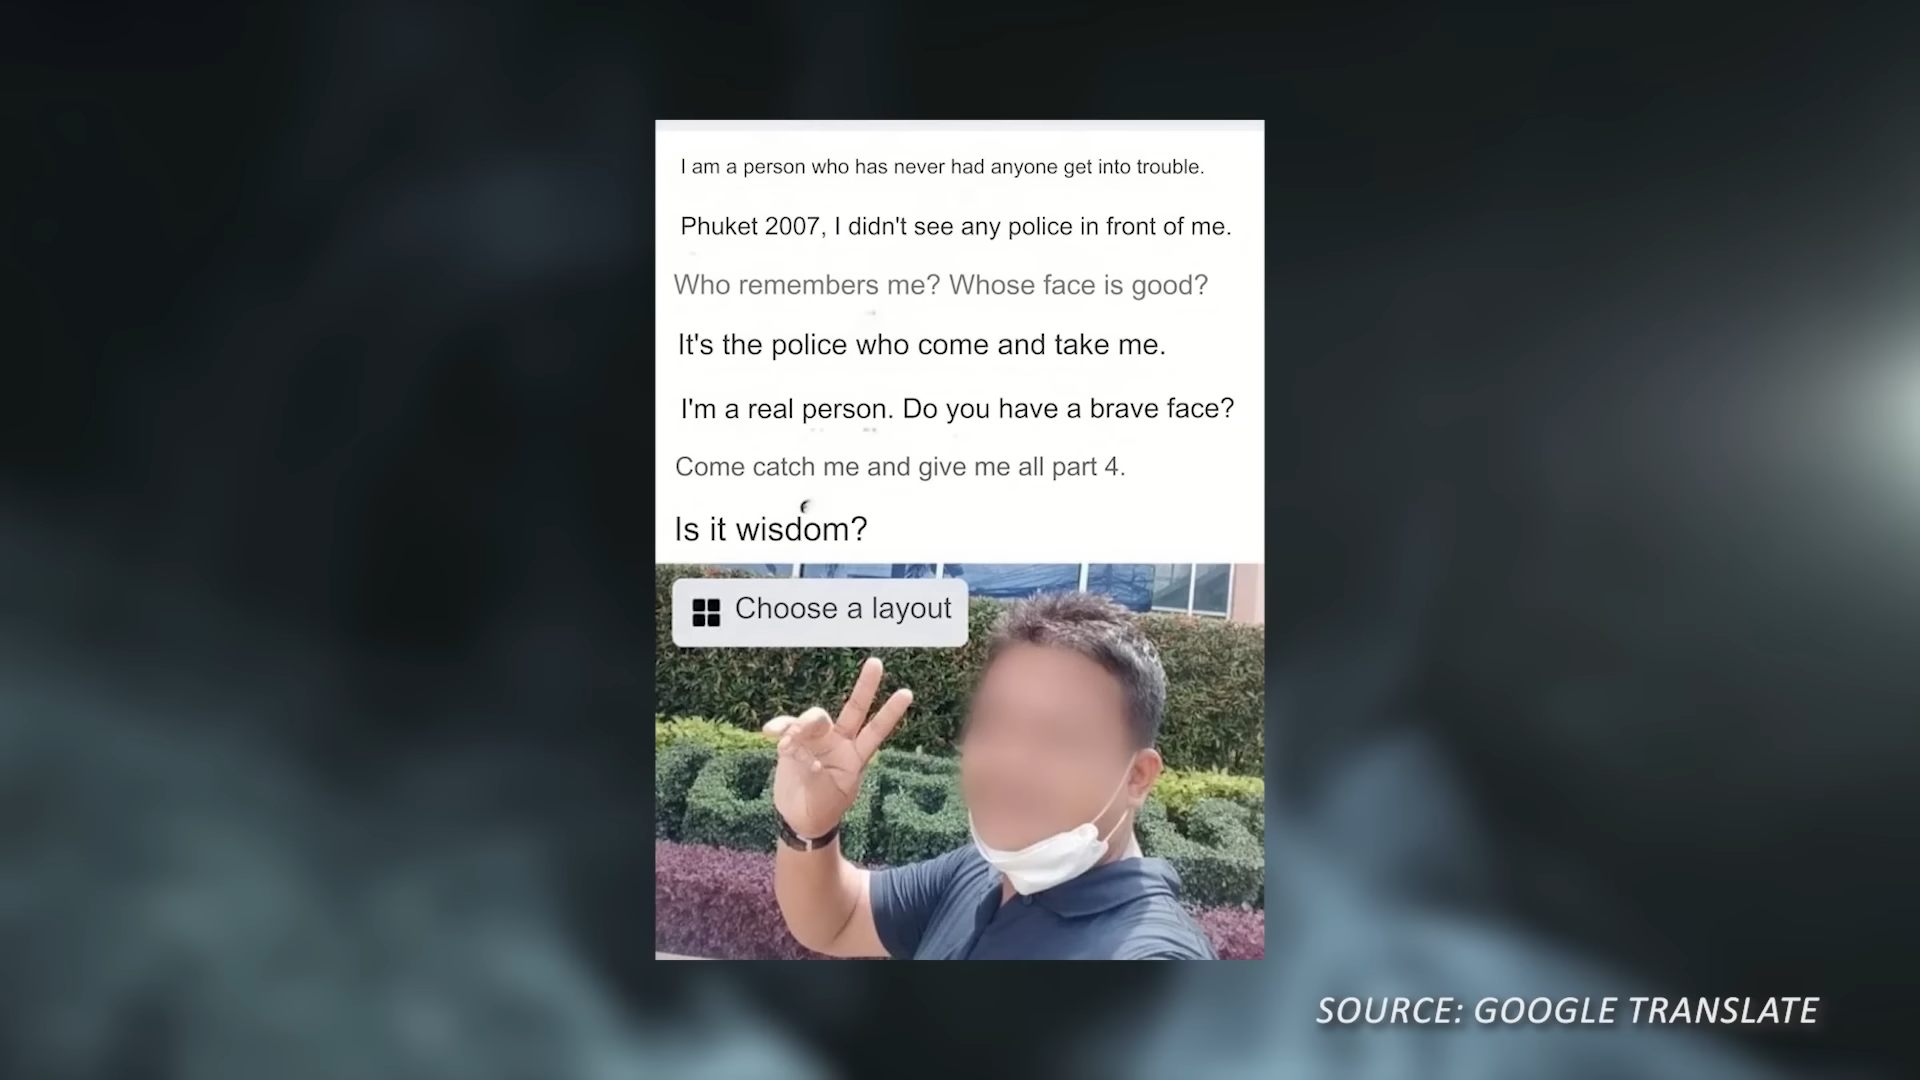 I am a person who has never had anyone get into trouble.
Phuket 2007, I didn't see any police in front of me.
Who remembers me? Whose face is good?
It's the police who come and take me.
I'm a real person. Do you have a brave face?
Come catch me and give me all part 4.
Is it wisdom?
Choose a layout
SOURCE: GOOGLE TRANSLATE